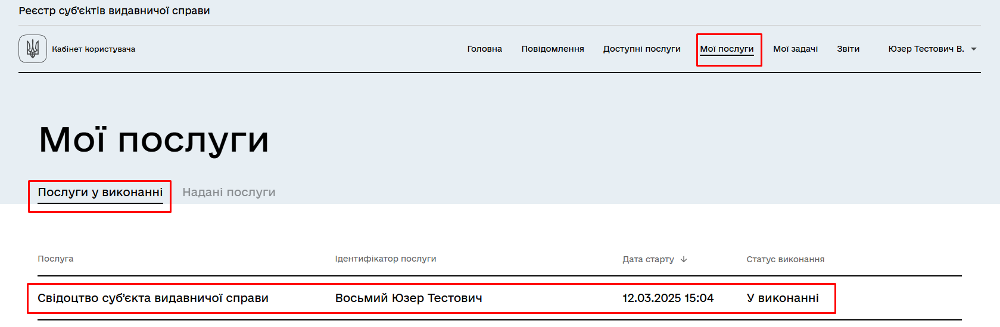 Реєстр суб’єктів видавничої справи
Кабінет користувача
Головна Повідомлення Доступні послуги Мої послуги Мої задачі Звіти Юзер Тестович В.
Мої послуги
Послуги у виконанні Надані послуги
Послуга Ідентифікатор послуги Дата старту ↓ Статус виконання
Свідоцтво суб’єкта видавничої справи Восьмий Юзер Тестович 12.03.2025 15:04 У виконанні